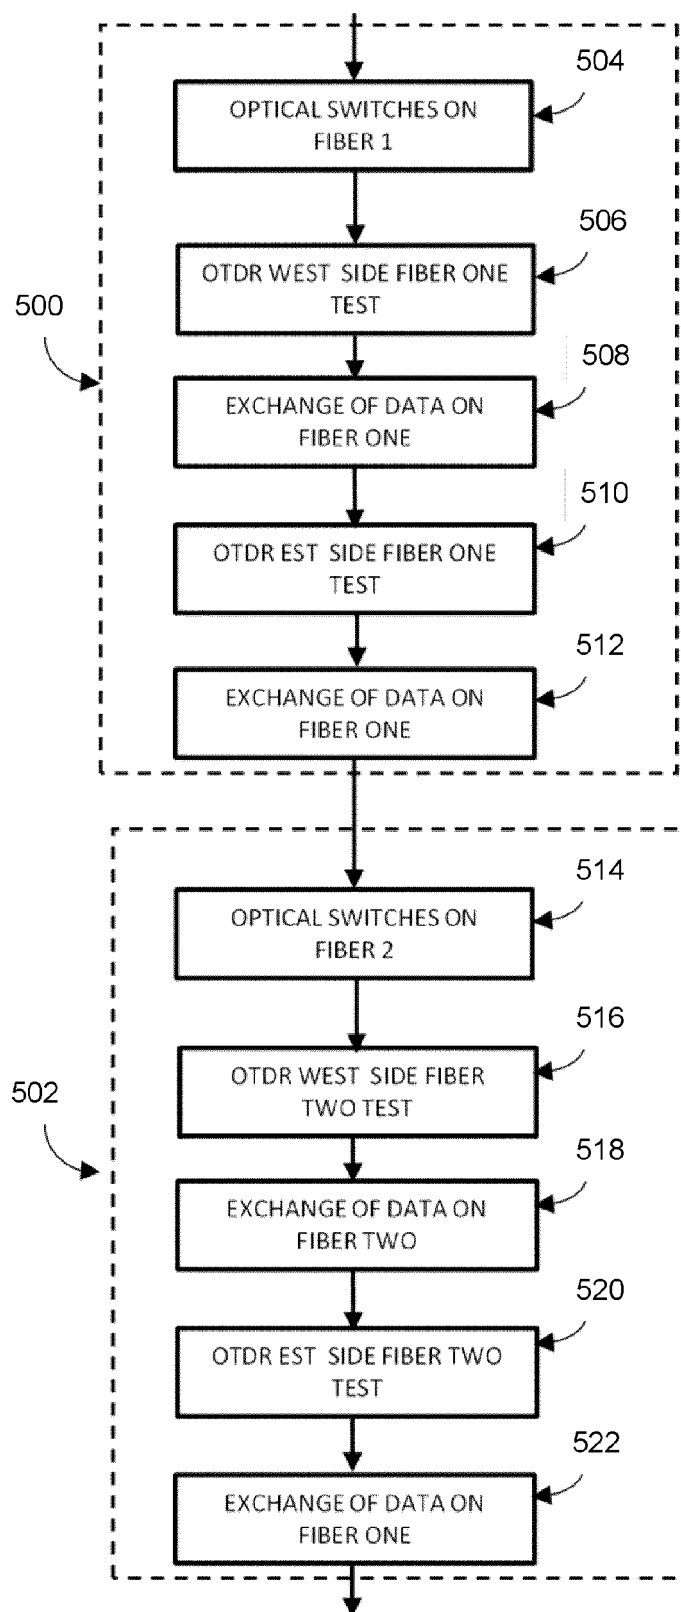 504
OPTICAL SWITCHES ON
FIBER 1
506
OTDR WEST SIDE FIBER ONE
TEST
500
508
EXCHANGE OF DATA ON
FIBER ONE
510
OTDR EST SIDE FIBER ONE
TEST
512
EXCHANGE OF DATA ON
FIBER ONE
514
OPTICAL SWITCHES ON
FIBER 2
516
OTDR WEST SIDE FIBER
TWO TEST
502
518
EXCHANGE OF DATA ON
FIBER TWO
520
OTDR EST SIDE FIBER TWO
TEST
522
EXCHANGE OF DATA ON
FIBER ONE